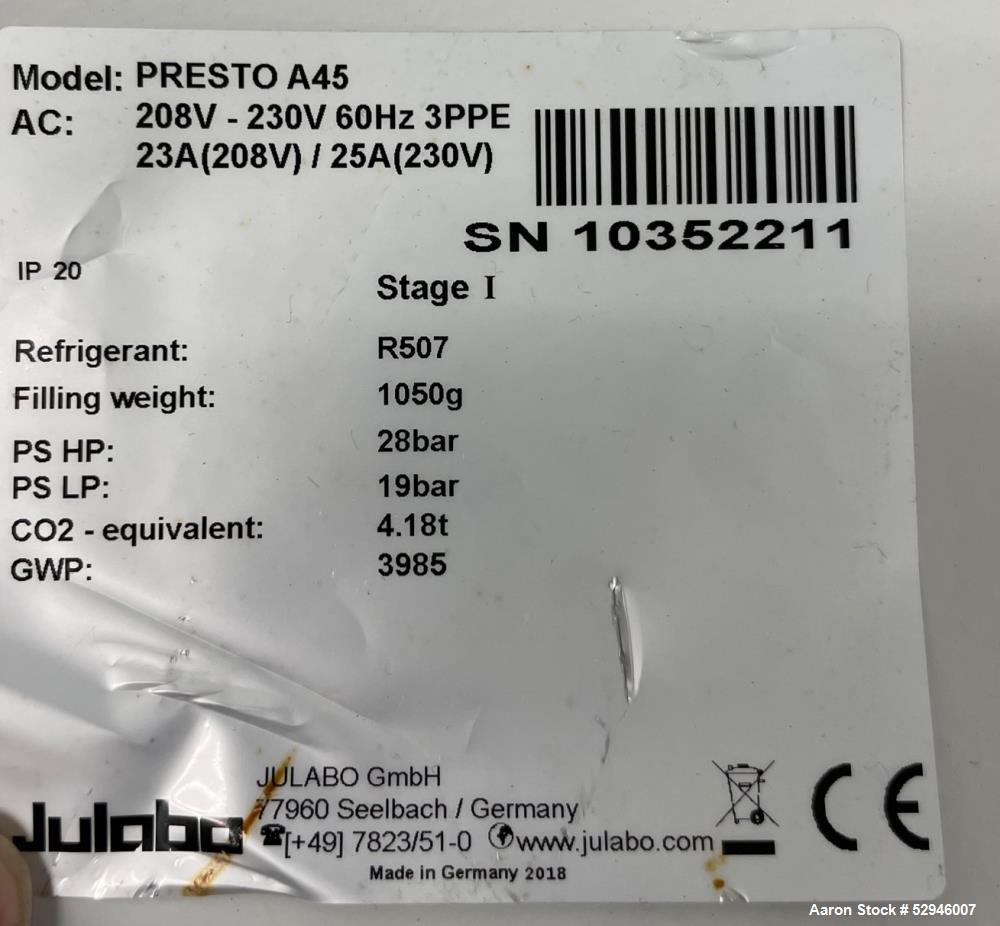 Model: PRESTO A45
AC: 208V - 230V 60Hz 3PPE
23A(208V) / 25A(230V)
SN 10352211
IP 20
Stage I
Refrigerant: R507
Filling weight: 1050g
PS HP: 28bar
PS LP: 19bar
CO2 - equivalent: 4.18t
GWP: 3985
JULABO GmbH
77960 Seelbach / Germany
Julabo ☎[+49] 7823/51-0 www.julabo.com
CE
Made in Germany 2018
Aaron Stock # 52946007